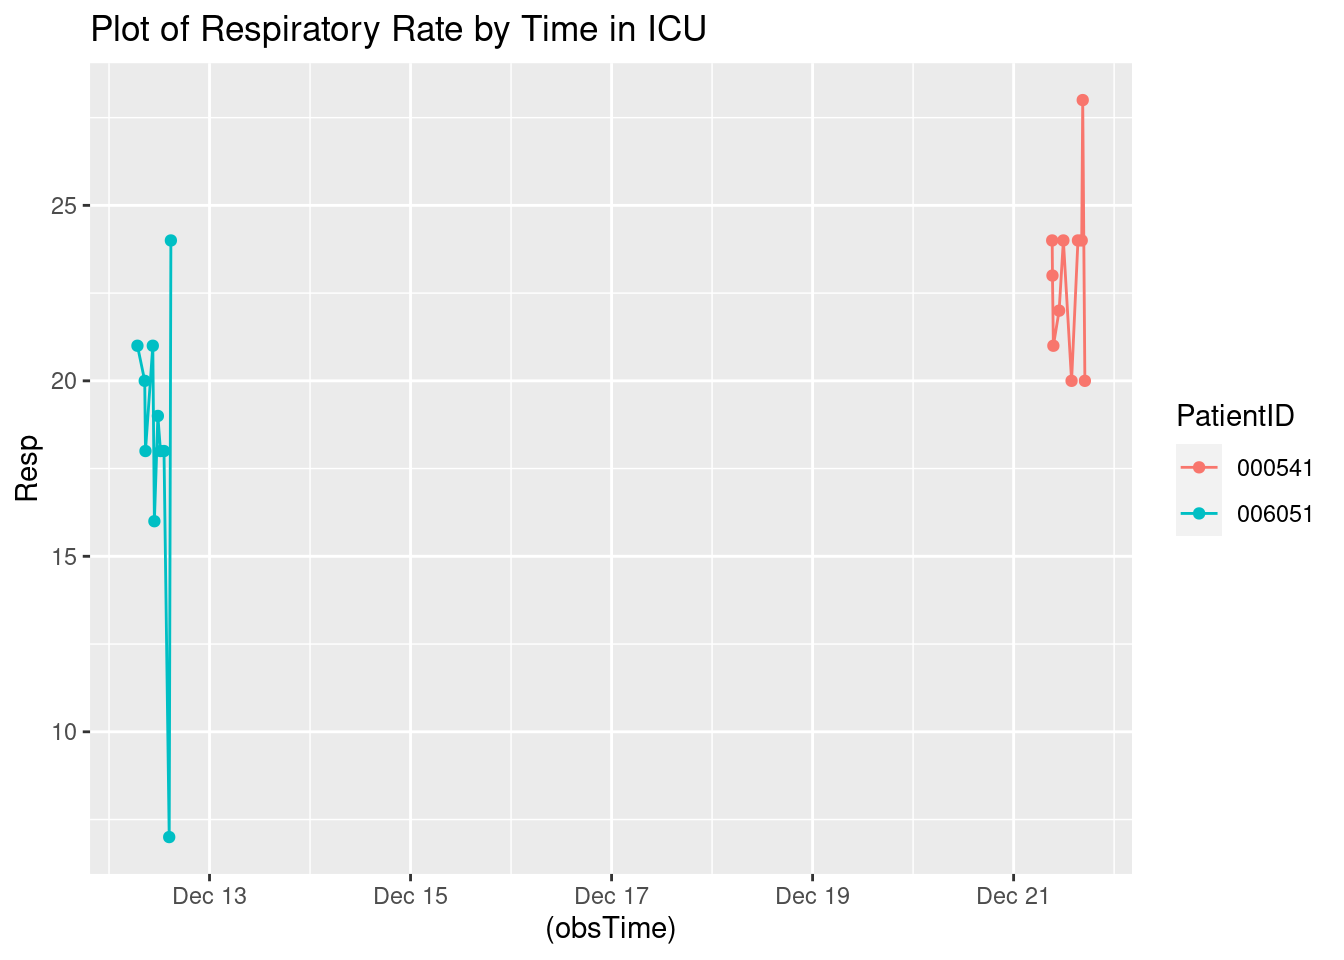 Plot of Respiratory Rate by Time in ICU
25
20
15
10
Resp
Dec 13
Dec 15
Dec 17
Dec 19
Dec 21
(obsTime)
PatientID
000541
006051